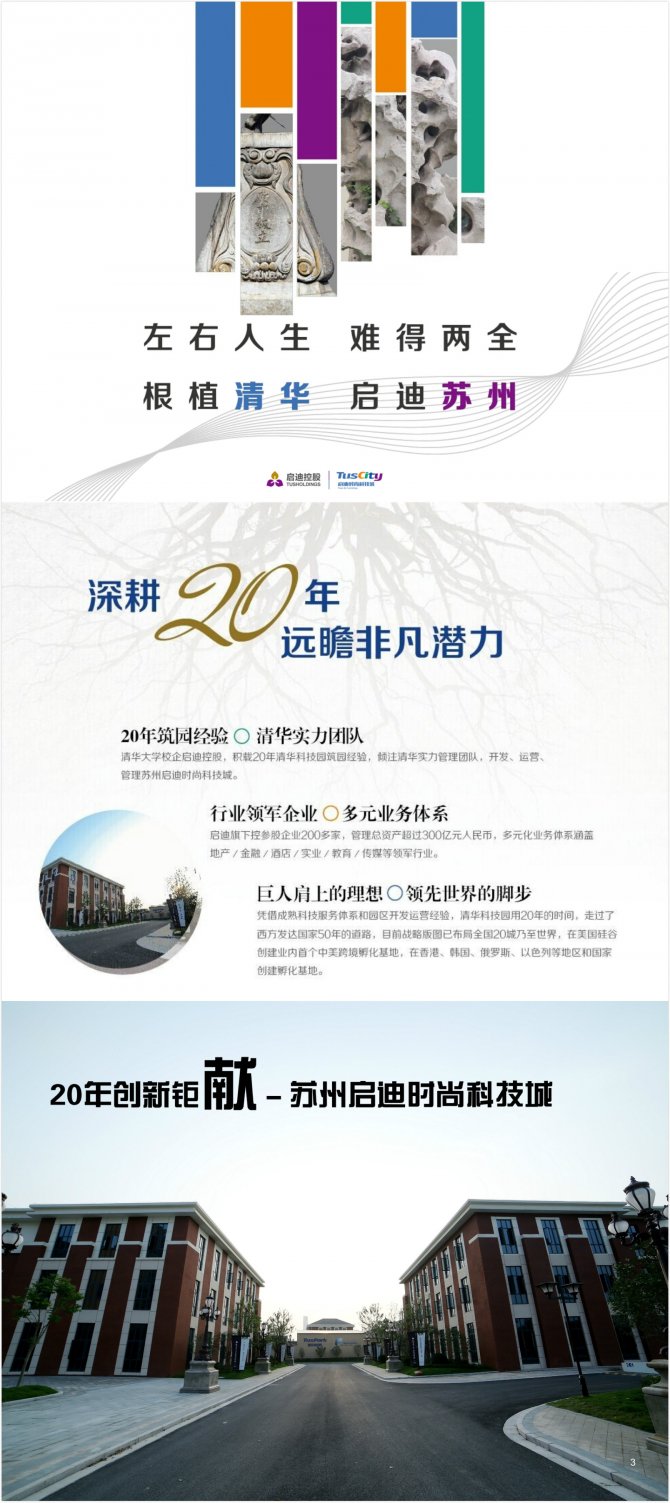 左右人生 难得两全
根植清华 启迪苏州
启迪控股
TUSHOLDINGS
TusCity
启迪时尚科技城
深耕20年
远瞻非凡潜力
20年筑园经验 清华实力团队
清华大学校企启迪控股，积载20年清华科技园筑园经验，倾注清华实力管理团队，开发、运营、
管理苏州启迪时尚科技城。
行业领军企业 多元业务体系
启迪旗下控参股企业200多家，管理总资产超过300亿元人民币，多元化业务体系涵盖
地产／金融／酒店／实业／教育／传媒等领军行业。
巨人肩上的理想 领先世界的脚步
凭借成熟科技服务体系和园区开发运营经验，清华科技园用20年的时间，走过了
西方发达国家50年的道路，目前战略版图已布局全国20城乃至世界，在美国硅谷
创建业内首个中美跨境孵化基地，在香港、韩国、俄罗斯、以色列等地区和国家
创建孵化基地。
20年创新钜献 – 苏州启迪时尚科技城
TusPark
3